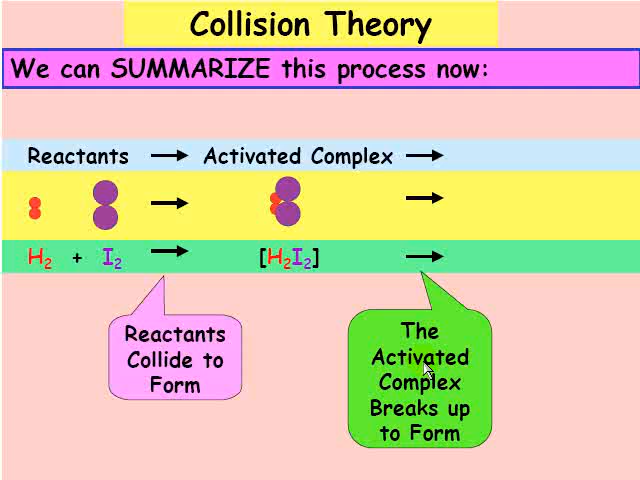 Collision Theory
We can SUMMARIZE this process now:
Reactants → Activated Complex →
H₂ + I₂ → [H₂I₂] →
Reactants
Collide to
Form
The
Activated
Complex
Breaks up
to Form